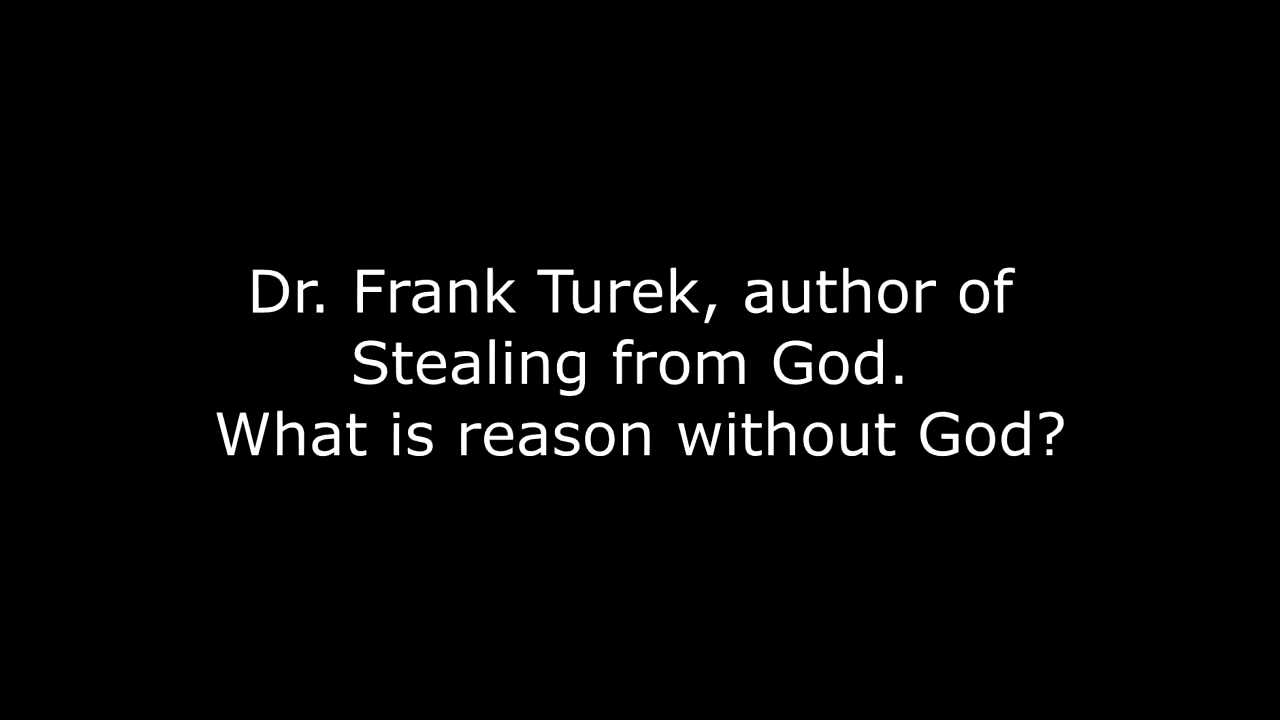 Dr. Frank Turek, author of
Stealing from God.
What is reason without God?